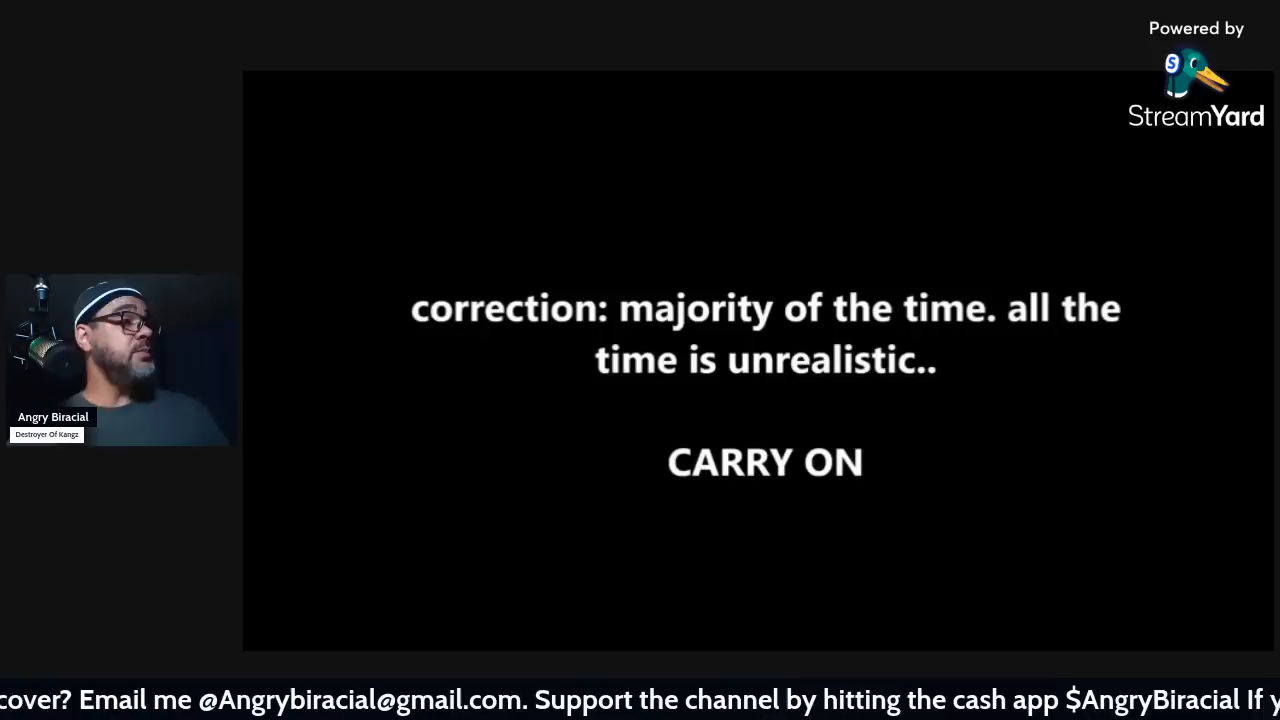 Powered by
S
StreamYard
correction: majority of the time. all the
time is unrealistic..
CARRY ON
Angry Biracial
Destroyer Of Kangz
cover? Email me @Angrybiracial@gmail.com. Support the channel by hitting the cash app $AngryBiracial If y